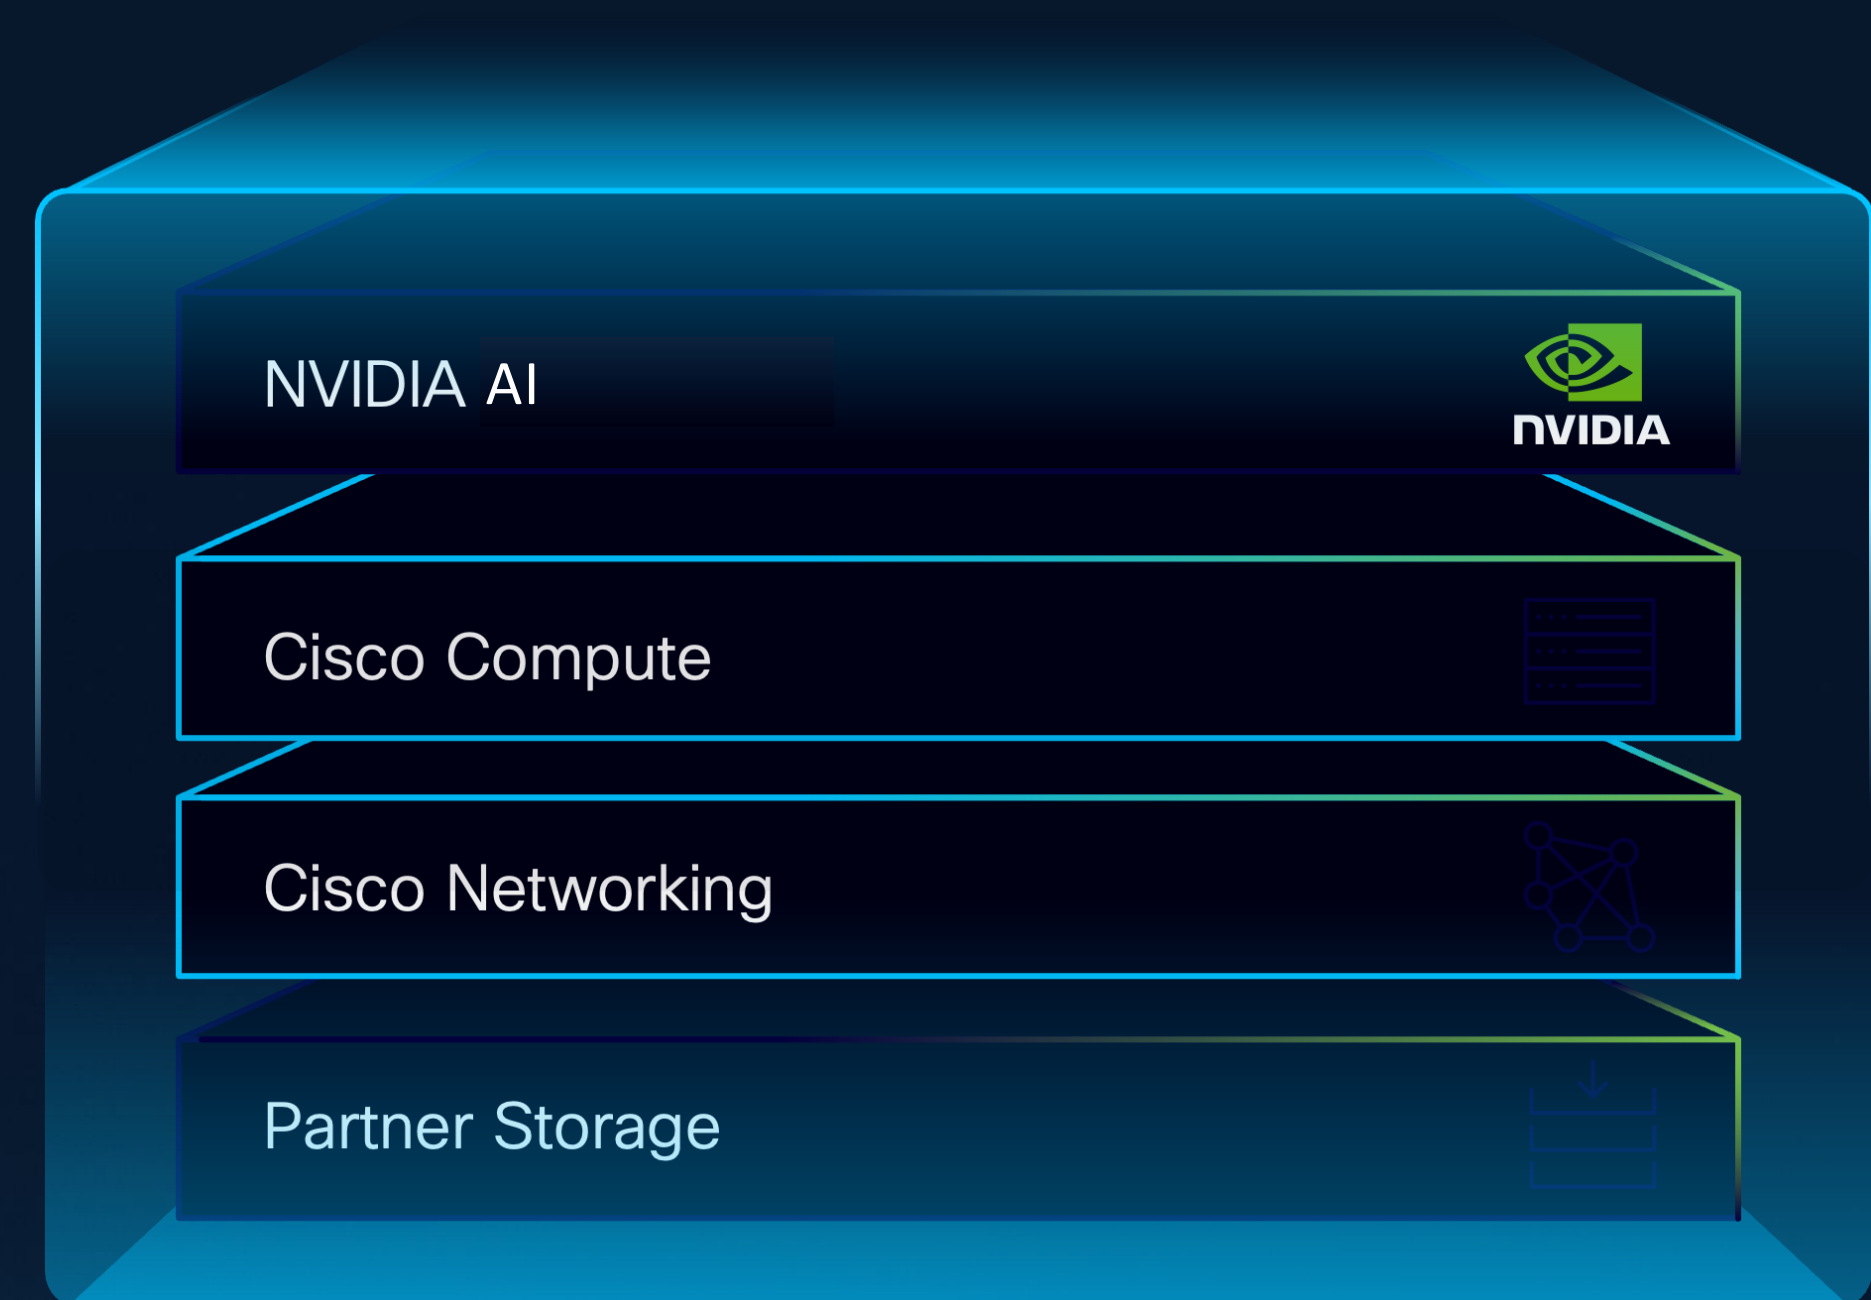 NVIDIA AI
NVIDIA
Cisco Compute
Cisco Networking
Partner Storage